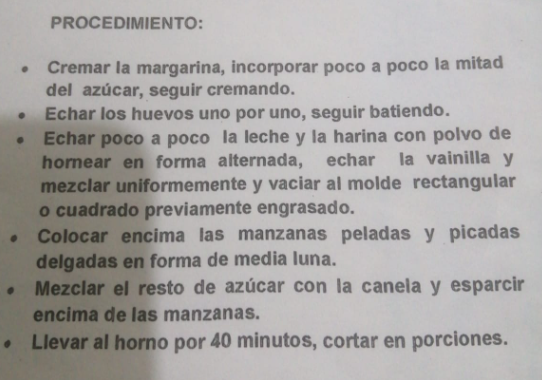 PROCEDIMIENTO:
• Cremar la margarina, incorporar poco a poco la mitad
del azúcar, seguir cremando.
• Echar los huevos uno por uno, seguir batiendo.
• Echar poco a poco la leche y la harina con polvo de
hornear en forma alternada, echar la vainilla y
mezclar uniformemente y vaciar al molde rectangular
o cuadrado previamente engrasado.
• Colocar encima las manzanas peladas y picadas
delgadas en forma de media luna.
• Mezclar el resto de azúcar con la canela y esparcir
encima de las manzanas.
• Llevar al horno por 40 minutos, cortar en porciones.